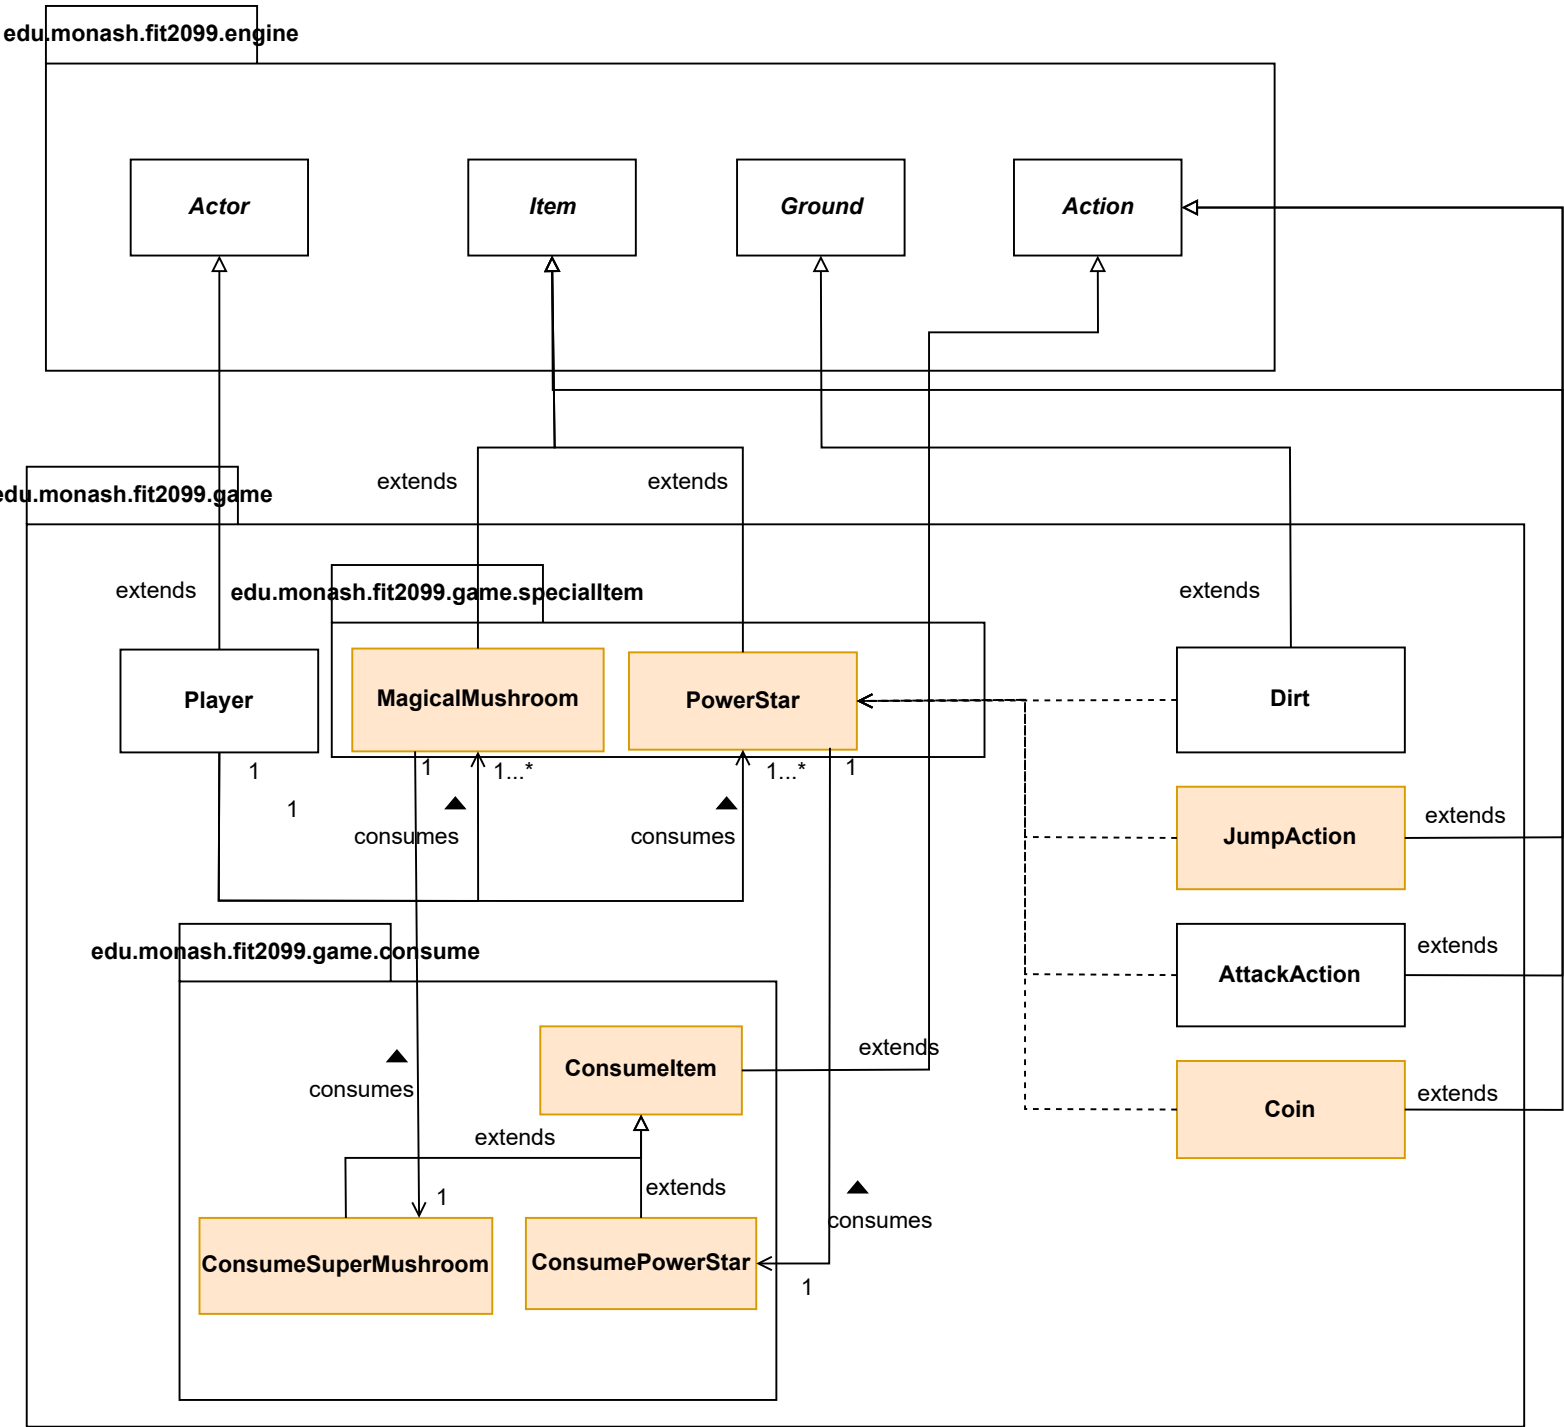 edu.monash.fit2099.engine
Actor
Item
Ground
Action
edu.monash.fit2099.game
extends
extends
extends
edu.monash.fit2099.game.specialItem
extends
Player
MagicalMushroom
PowerStar
Dirt
1
1
1...*
1...*
1
1
consumes
consumes
JumpAction
extends
edu.monash.fit2099.game.consume
AttackAction
extends
ConsumeItem
extends
consumes
Coin
extends
extends
extends
1
consumes
ConsumeSuperMushroom
ConsumePowerStar
1